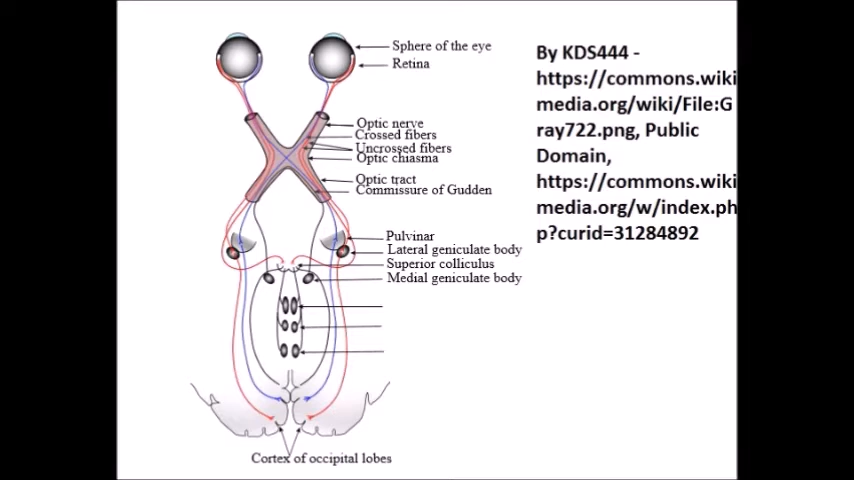 Sphere of the eye
Retina
Optic nerve
Crossed fibers
Uncrossed fibers
Optic chiasma
Optic tract
Commissure of Gudden
Pulvinar
Lateral geniculate body
Superior colliculus
Medial geniculate body
Cortex of occipital lobes
By KDS444 -
https://commons.wiki
media.org/wiki/File:G
ray722.png, Public
Domain,
https://commons.wiki
media.org/w/index.ph
p?curid=31284892